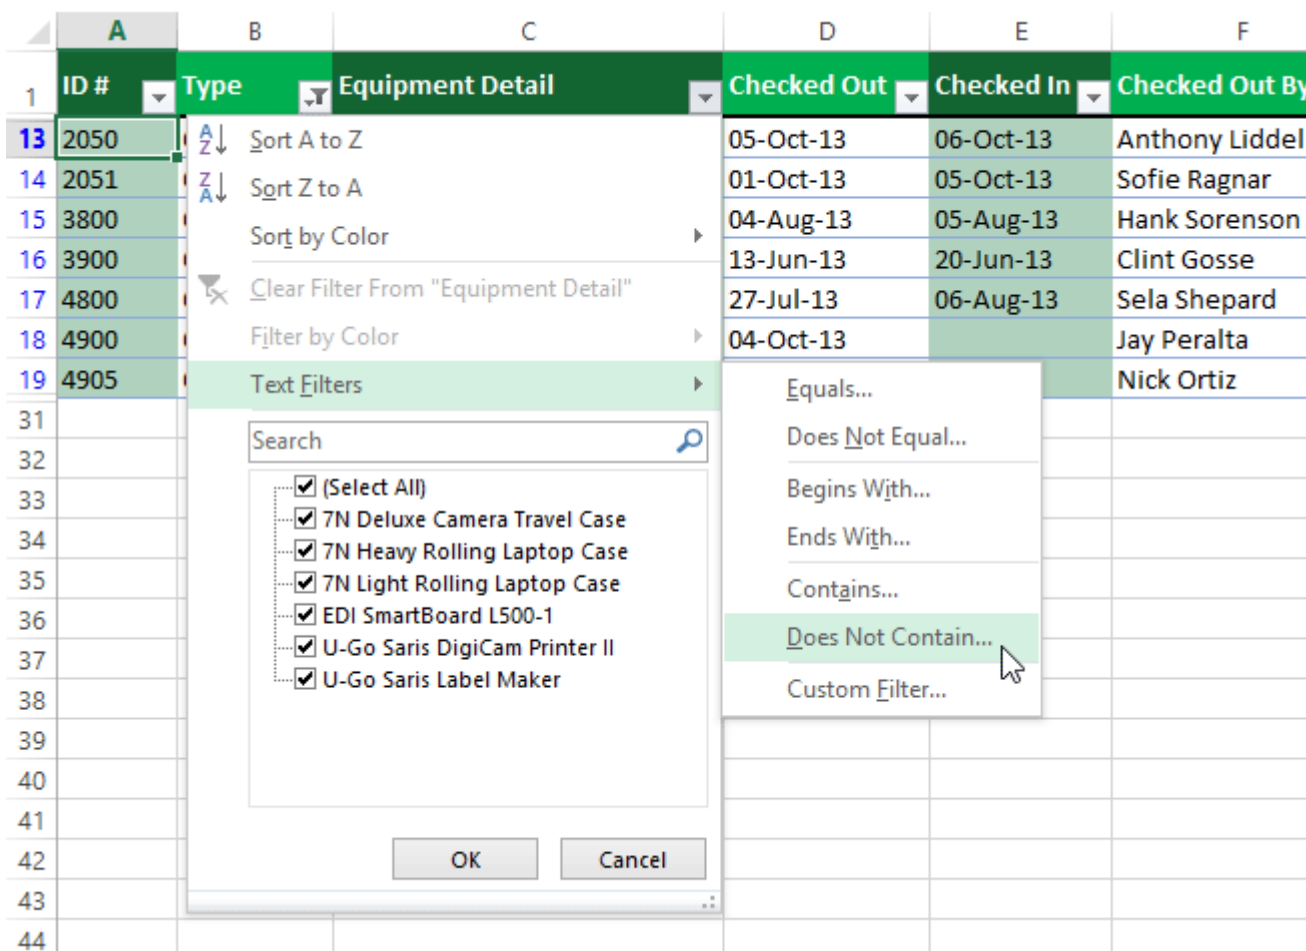 A B C D E F
1 ID # Type Equipment Detail Checked Out Checked In Checked Out By
13 2050 05-Oct-13 06-Oct-13 Anthony Liddel
14 2051 01-Oct-13 05-Oct-13 Sofie Ragnar
15 3800 04-Aug-13 05-Aug-13 Hank Sorenson
16 3900 13-Jun-13 20-Jun-13 Clint Gosse
17 4800 27-Jul-13 06-Aug-13 Sela Shepard
18 4900 04-Oct-13 Jay Peralta
19 4905 Nick Ortiz
31
32
33
34
35
36
37
38
39
40
41
42
43
44
Sort A to Z
Sort Z to A
Sort by Color
Clear Filter From "Equipment Detail"
Filter by Color
Text Filters
Search
(Select All)
7N Deluxe Camera Travel Case
7N Heavy Rolling Laptop Case
7N Light Rolling Laptop Case
EDI SmartBoard L500-1
U-Go Saris DigiCam Printer II
U-Go Saris Label Maker
OK Cancel
Equals...
Does Not Equal...
Begins With...
Ends With...
Contains...
Does Not Contain...
Custom Filter...